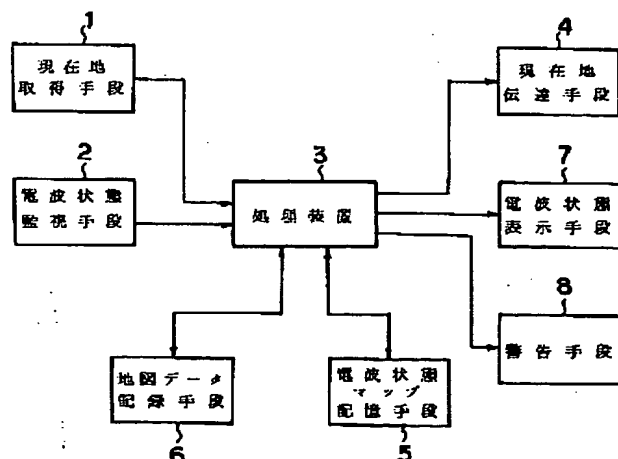 1
現在地
取得手段
2
電波状態
監視手段
3
処理装置
4
現在地
伝達手段
7
電波状態
表示手段
8
警告手段
地図データ
記録手段
6
電波状態
マップ
記憶手段
5